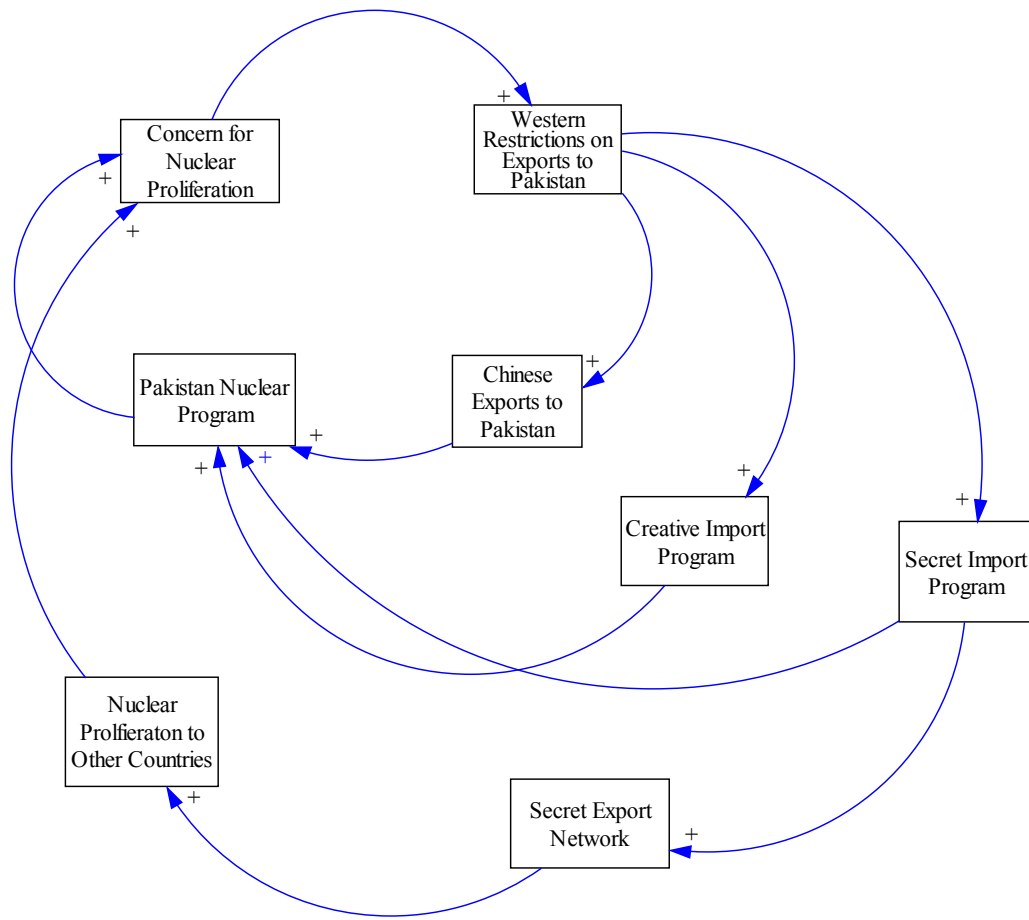 +
Concern for
Nuclear
Proliferation
+
+
+
Western
Restrictions on
Exports to
Pakistan
Pakistan Nuclear
Program
+
+
+
Chinese
Exports to
Pakistan
+
Creative Import
Program
+
Secret Import
Program
+
Nuclear
Prolfieraton to
Other Countries
+
Secret Export
Network
+